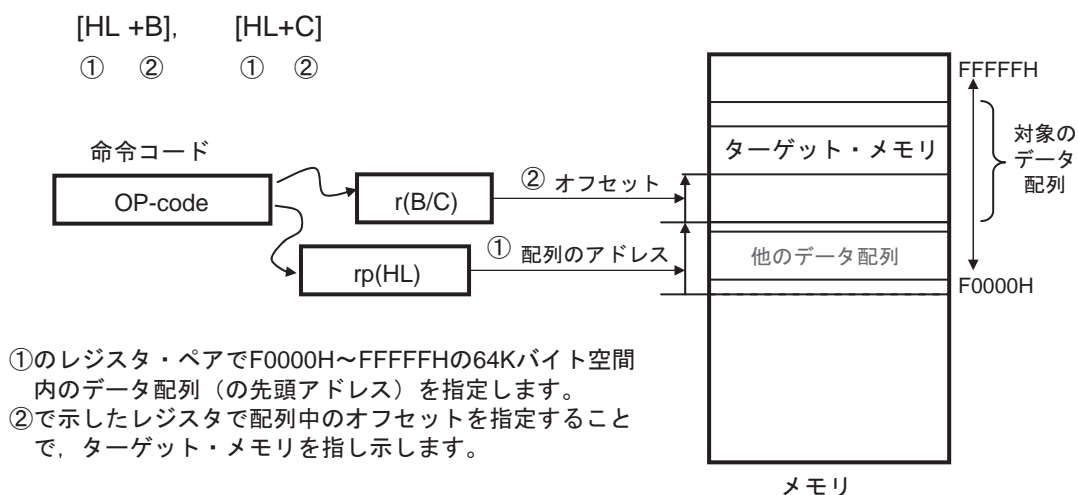 [HL +B], [HL+C]
① ② ① ②
命令コード
OP-code
r(B/C)
② オフセット
rp(HL)
① 配列のアドレス
FFFFFH
ターゲット・メモリ
対象の
データ
配列
他のデータ配列
F0000H
メモリ
①のレジスタ・ペアでF0000H～FFFFFHの64Kバイト空間
内のデータ配列（の先頭アドレス）を指定します。
②で示したレジスタで配列中のオフセットを指定すること
で，ターゲット・メモリを指し示します。